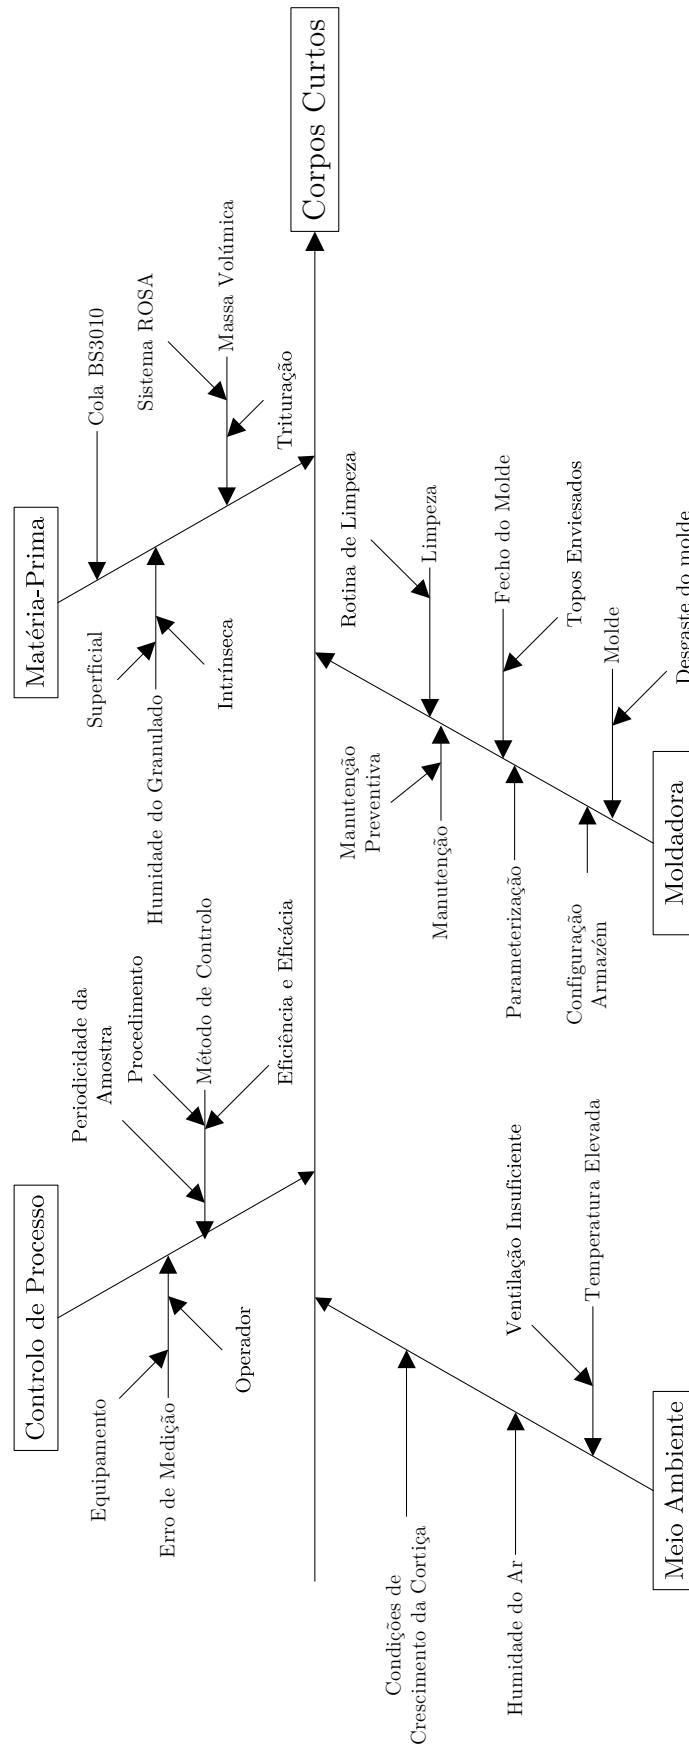 Controlo de Processo
Equipamento
Erro de Medição
Operador
Periodicidade da
Amostra
Procedimento
Método de Controlo
Eficiência e Eficácia
Matéria-Prima
Superficial
Humidade do Granulado
Intrínseca
Cola BS3010
Sistema ROSA
Massa Volúmica
Trituração
Corpos Curtos
Condições de
Crescimento da Cortiça
Humidade do Ar
Ventilação Insuficiente
Temperatura Elevada
Meio Ambiente
Manutenção
Preventiva
Manutenção
Parameterização
Configuração
Armazém
Rotina de Limpeza
Limpeza
Fecho do Molde
Topos Enviesados
Molde
Desgaste do molde
Moldadora